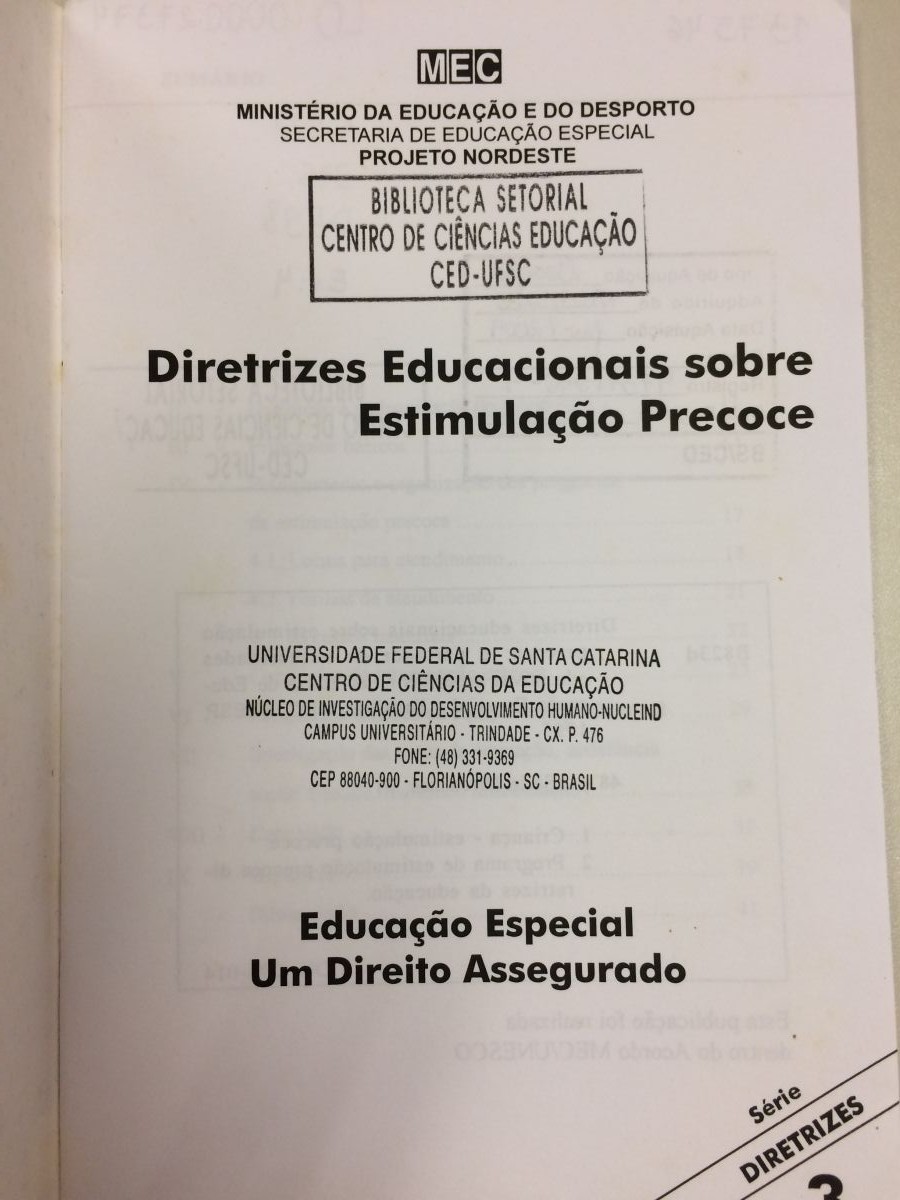 MEC
MINISTÉRIO DA EDUCAÇÃO E DO DESPORTO
SECRETARIA DE EDUCAÇÃO ESPECIAL
PROJETO NORDESTE
BIBLIOTECA SETORIAL
CENTRO DE CIÊNCIAS EDUCAÇÃO
CED-UFSC
Diretrizes Educacionais sobre
Estimulação Precoce
UNIVERSIDADE FEDERAL DE SANTA CATARINA
CENTRO DE CIÊNCIAS DA EDUCAÇÃO
NÚCLEO DE INVESTIGAÇÃO DO DESENVOLVIMENTO HUMANO-NUCLEIND
CAMPUS UNIVERSITÁRIO - TRINDADE - CX. P. 476
FONE: (48) 331-9369
CEP 88040-900 - FLORIANÓPOLIS - SC - BRASIL
Educação Especial
Um Direito Assegurado
Série
DIRETRIZES
3